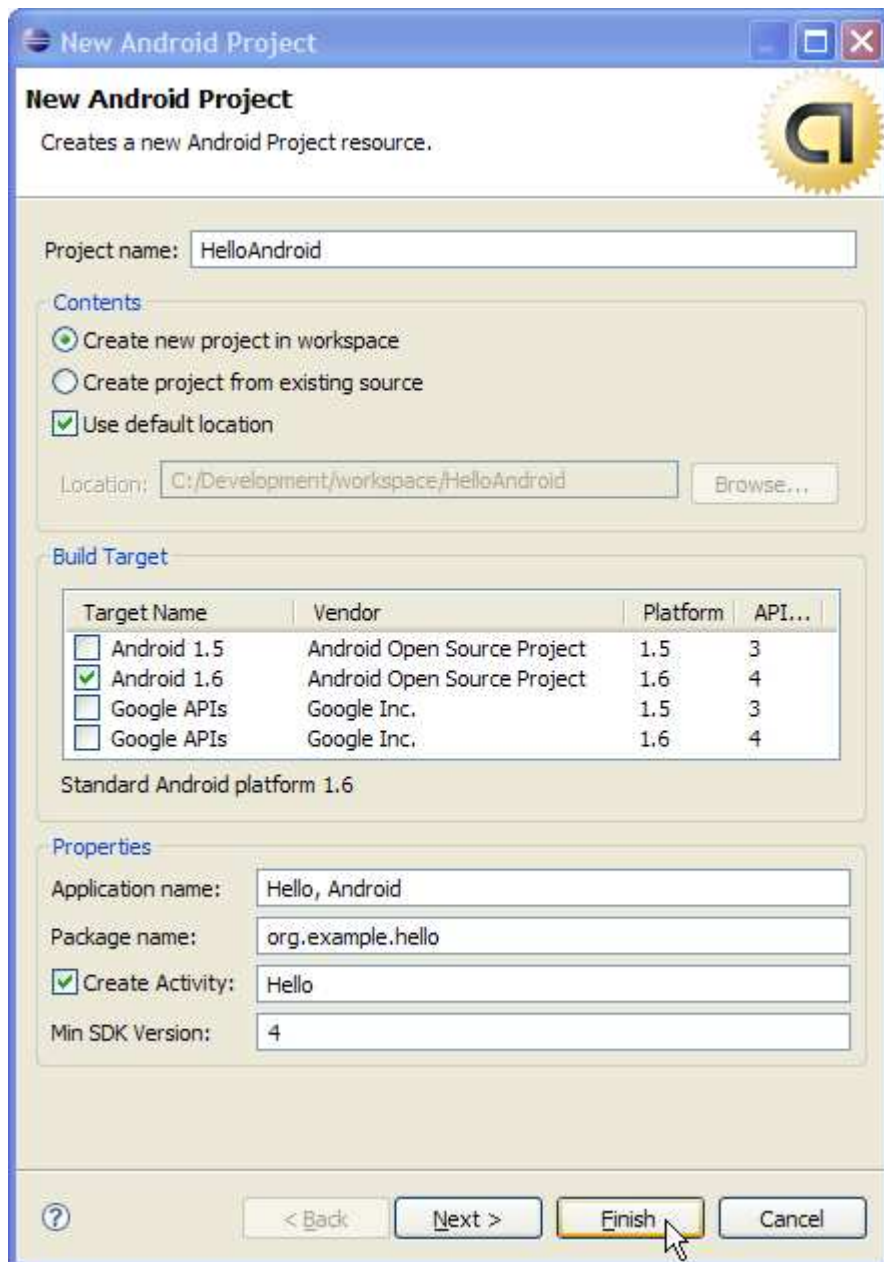 New Android Project
New Android Project
Creates a new Android Project resource.
Project name: HelloAndroid
Contents
Create new project in workspace
Create project from existing source
Use default location
Location: C:/Development/workspace/HelloAndroid Browse...
Build Target
Target Name Vendor Platform API...
Android 1.5 Android Open Source Project 1.5 3
Android 1.6 Android Open Source Project 1.6 4
Google APIs Google Inc. 1.5 3
Google APIs Google Inc. 1.6 4
Standard Android platform 1.6
Properties
Application name: Hello, Android
Package name: org.example.hello
Create Activity: Hello
Min SDK Version: 4
? < Back Next > Finish Cancel